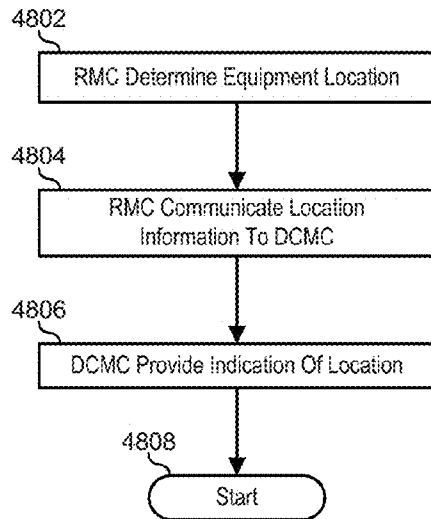 4802
RMC Determine Equipment Location
4804
RMC Communicate Location
Information To DCMC
4806
DCMC Provide Indication Of Location
4808
Start